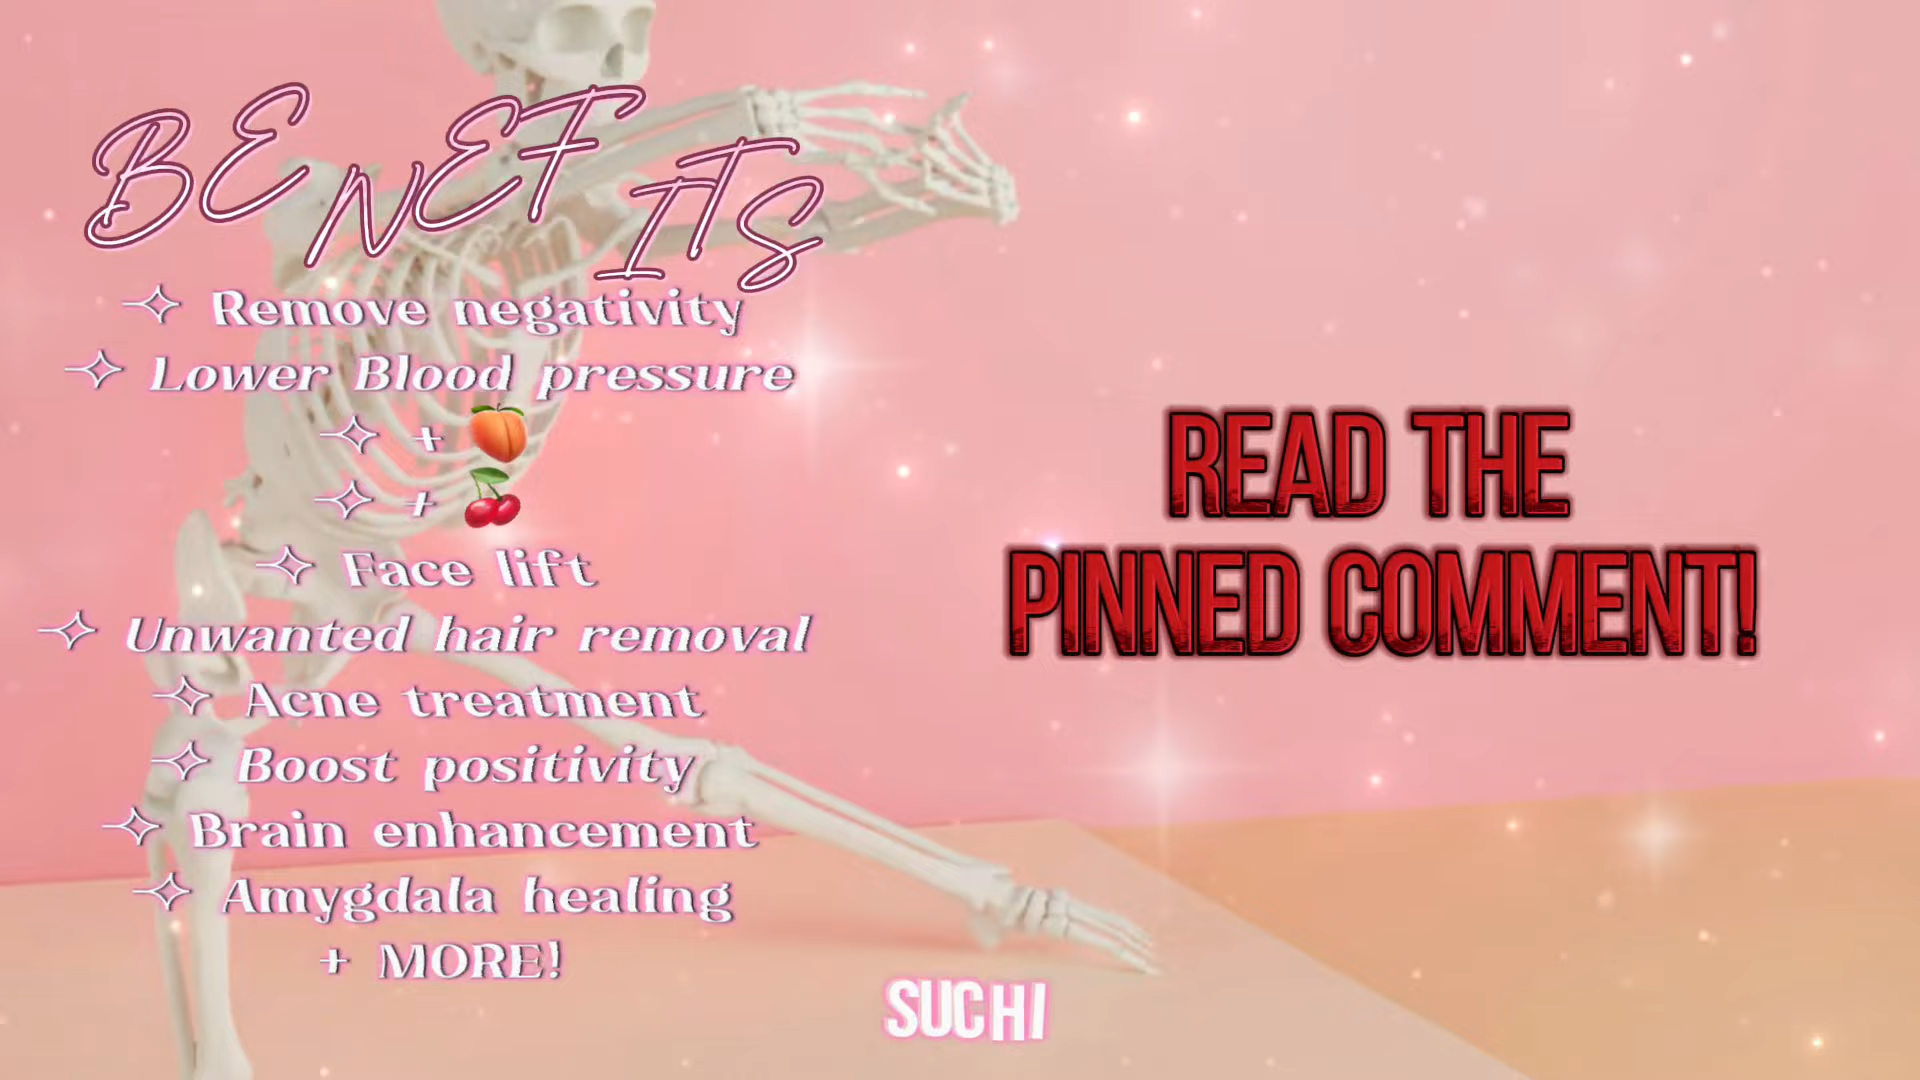 BENEFITS
✧ Remove negativity
✧ Lower Blood pressure
✧ + 🍑
✧ + 🍒
✧ Face lift
✧ Unwanted hair removal
✧ Acne treatment
✧ Boost positivity
✧ Brain enhancement
✧ Amygdala healing
+ MORE!
READ THE
PINNED COMMENT!
SUCHI